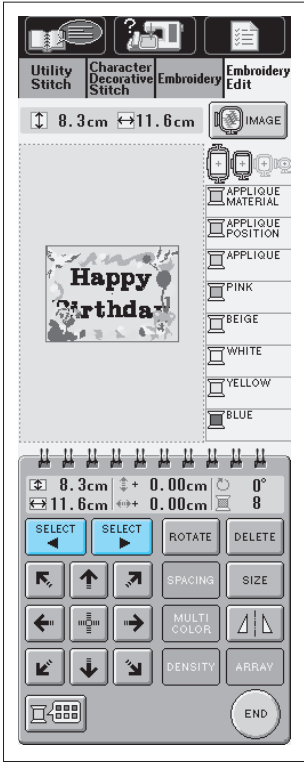 Utility Stitch
Character Decorative Stitch
Embroidery
Embroidery Edit
8.3cm 11.6cm
IMAGE
APPLIQUE MATERIAL
APPLIQUE POSITION
APPLIQUE
PINK
BEIGE
WHITE
YELLOW
BLUE
Happy
Birthday
8.3cm + 0.00cm 0°
11.6cm + 0.00cm 8
SELECT SELECT ROTATE DELETE
SPACING SIZE
MULTI COLOR
DENSITY ARRAY
END